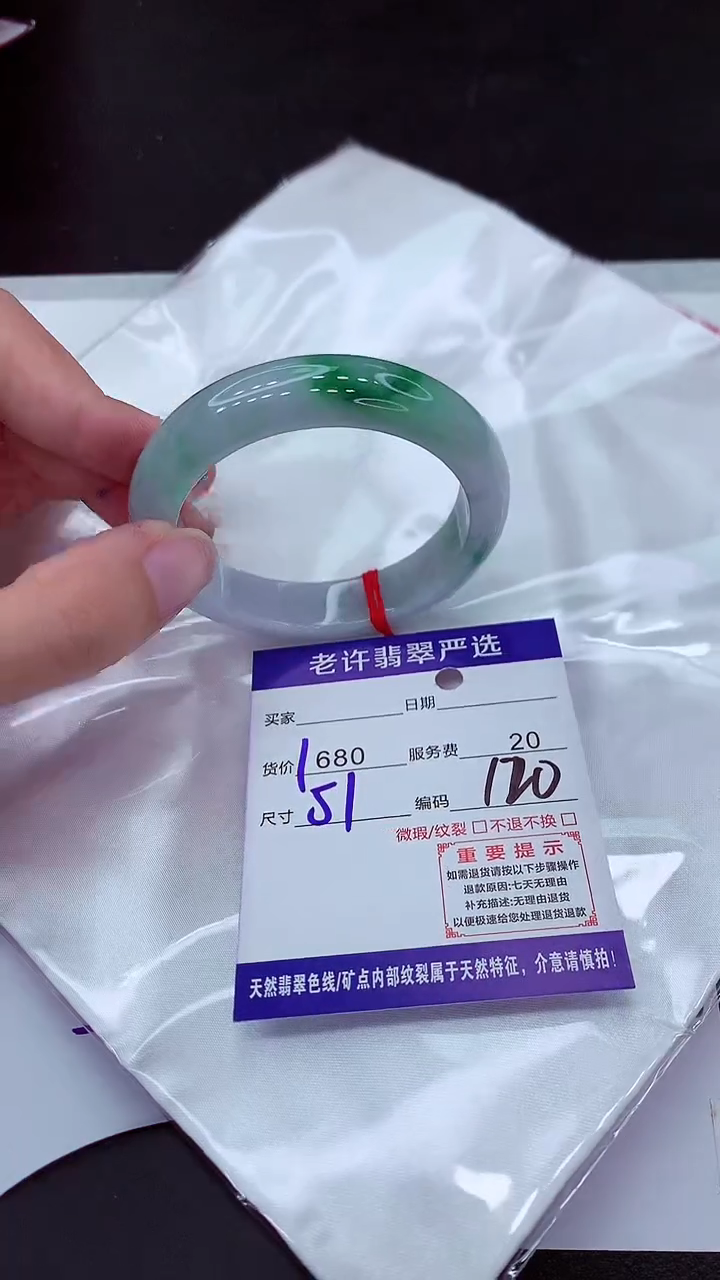 老许翡翠严选
买家 日期
货价 1680 服务费 20
尺寸 51 编码 120
微瑕/纹裂 □ 不退不换 □
重要提示
如需退货请按以下步骤操作
退款原因:七天无理由
补充描述:无理由退货
以便极速给您处理退货退款
天然翡翠色线/矿点内部纹裂属于天然特征，介意请慎拍!